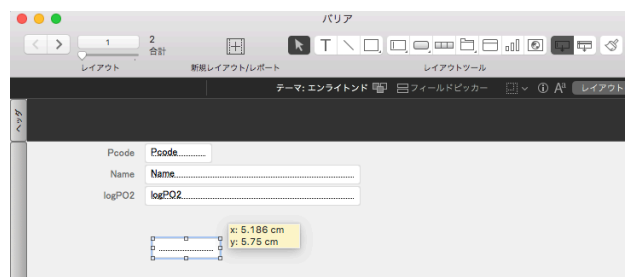 バリア
1
2
合計
レイアウト
新規レイアウト/レポート
レイアウトツール
テーマ: エンライトンド
フィールドピッカー
レイアウト
ヘッダ
Pcode Pcode
Name Name
logPO2 logPO2
x: 5.186 cm
y: 5.75 cm